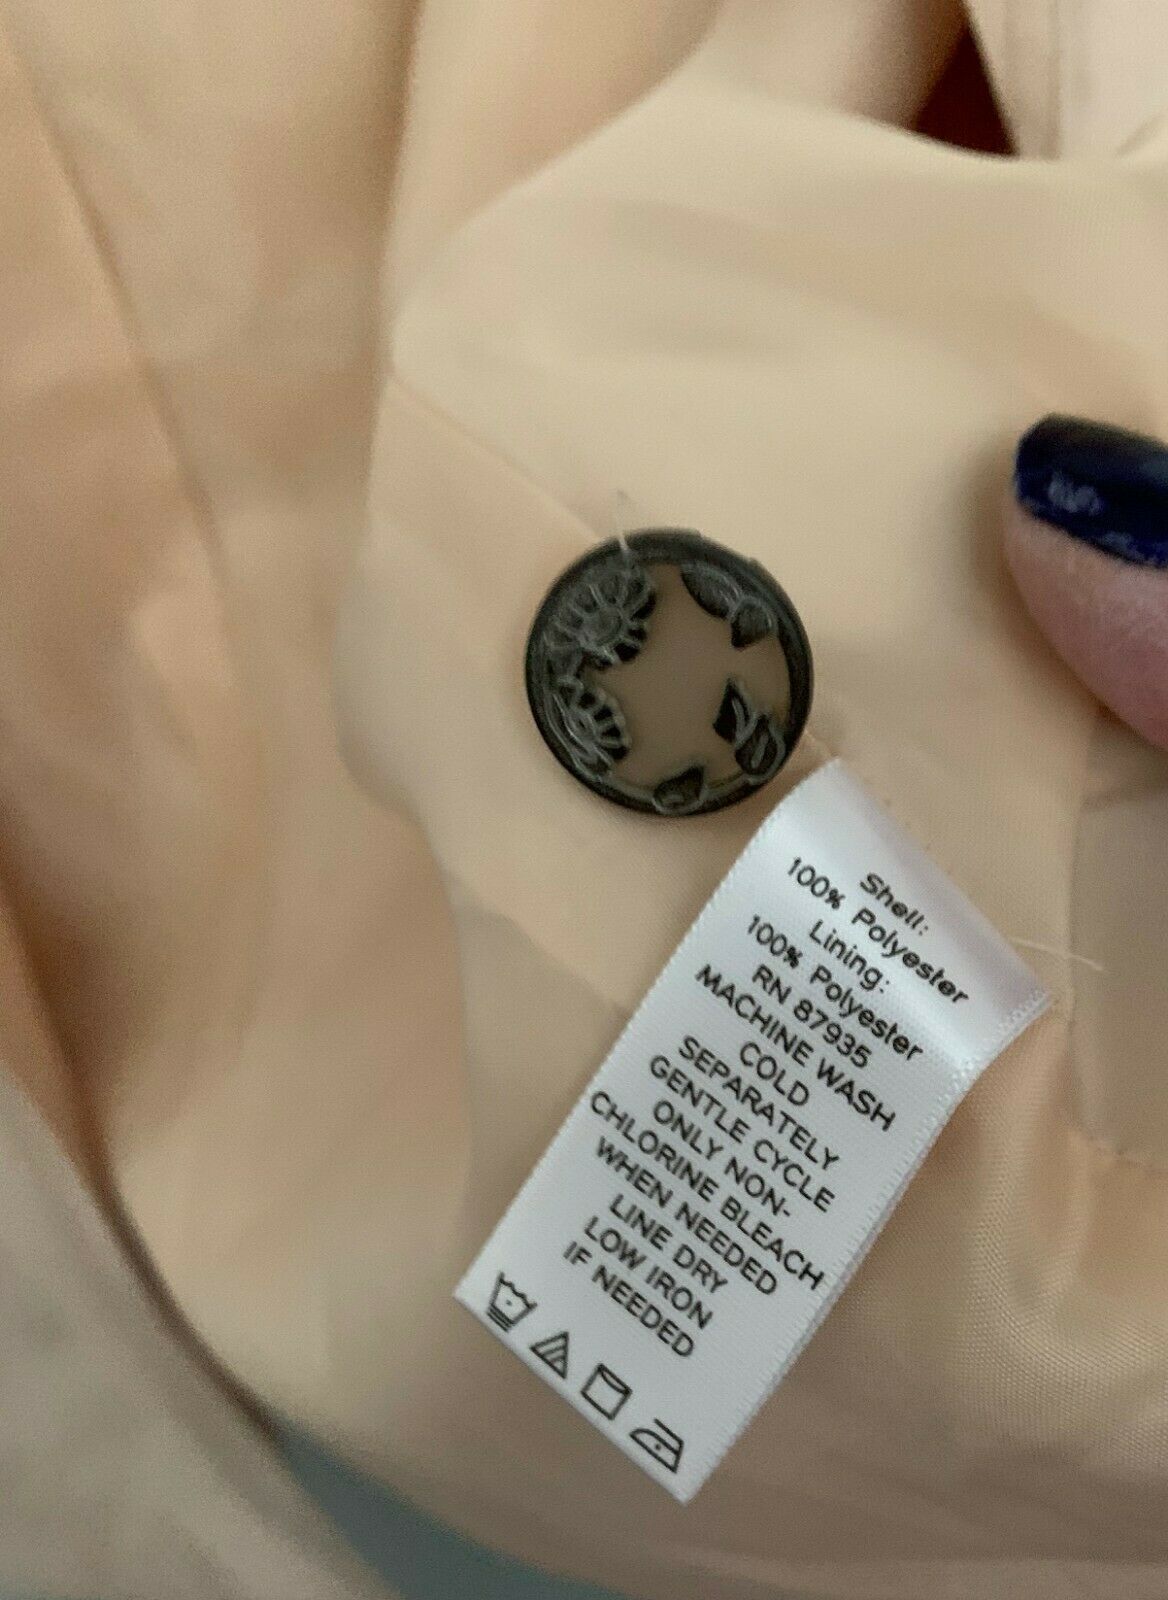 Shell:
100% Polyester
Lining:
100% Polyester
RN 87935
MACHINE WASH
COLD
SEPARATELY
GENTLE CYCLE
ONLY NON-
CHLORINE BLEACH
WHEN NEEDED
LINE DRY
LOW IRON
IF NEEDED